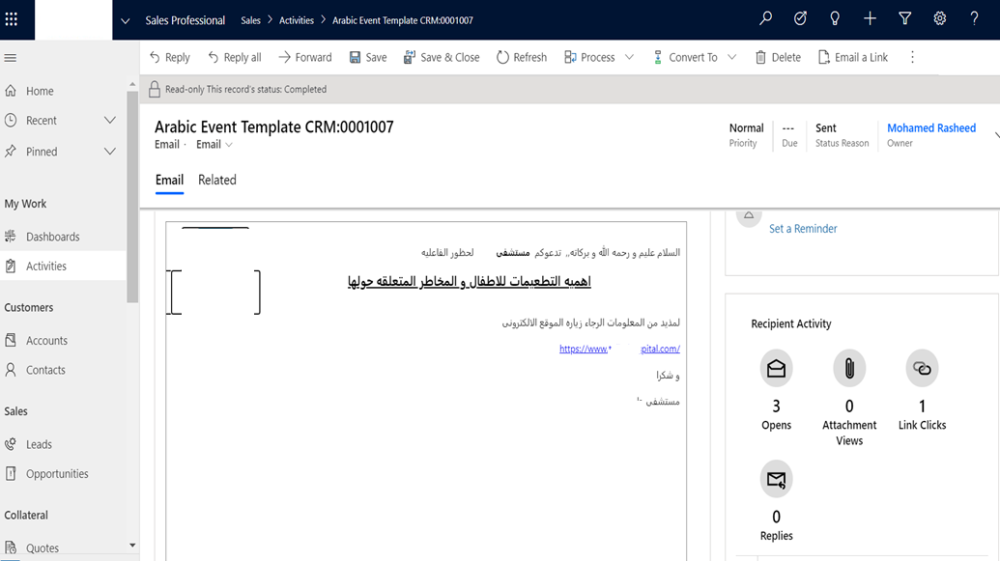 Sales Professional Sales Activities Arabic Event Template CRM:0001007
Reply Reply all Forward Save Save & Close Refresh Process Convert To Delete Email a Link
Read-only This record's status: Completed
Home
Recent
Pinned
My Work
Dashboards
Activities
Customers
Accounts
Contacts
Sales
Leads
Opportunities
Collateral
Quotes
Arabic Event Template CRM:0001007
Email · Email
Normal
Priority
---
Due
Sent
Status Reason
Mohamed Rasheed
Owner
Email Related
السلام عليم و رحمه الله و بركاته,, تدعوكم مستشفى لحظور الفاعليه
اهميه التطعيمات للاطفال و المخاطر المتعلقه حولها
لمذيد من المعلومات الرجاء زياره الموقع الالكترونى
https://www. pital.com/
و شكرا
مستشفى
Set a Reminder
Recipient Activity
3
Opens
0
Attachment
Views
1
Link Clicks
0
Replies